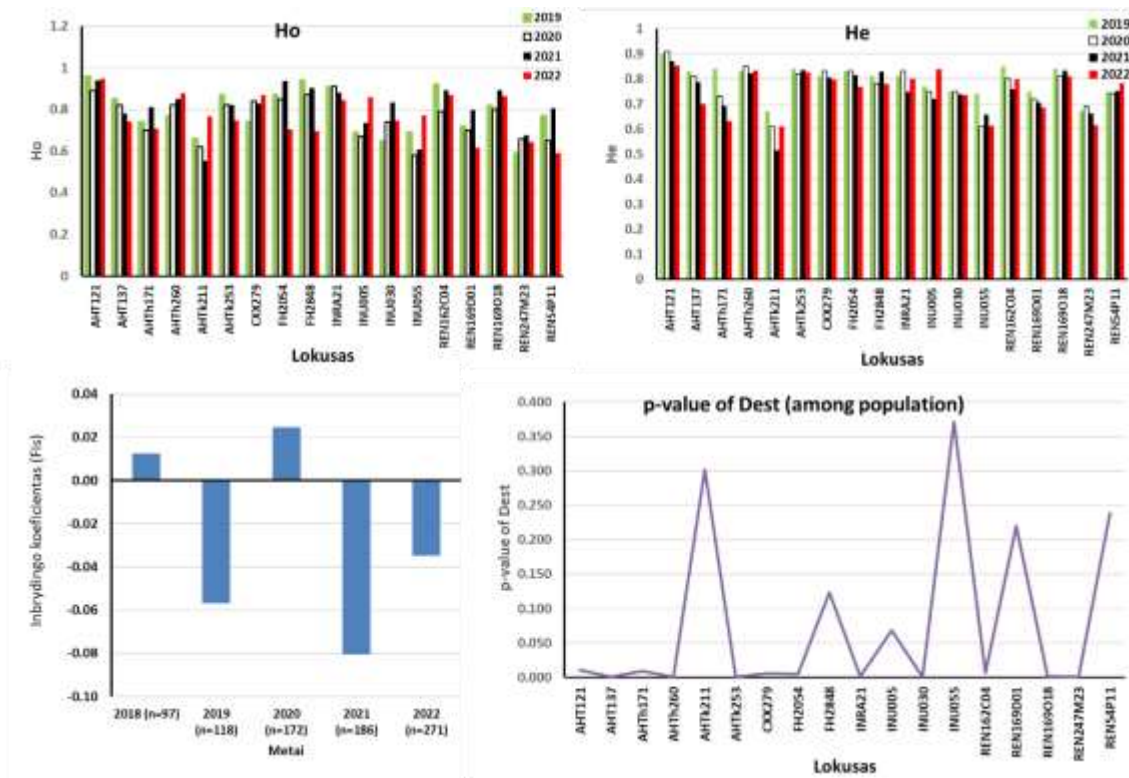 Ho
2019
2020
2021
2022
1.2
1
0.8
0.6
0.4
0.2
0
Ho
AHT121
AHT137
AHTh171
AHTh260
AHTk211
AHTk253
CXX279
FH2054
FH2848
INRA21
INU005
INU030
INU055
REN162C04
REN169D01
REN169O18
REN247M23
REN54P11
Lokusas
He
2019
2020
2021
2022
1
0.9
0.8
0.7
0.6
0.5
0.4
0.3
0.2
0.1
0
He
AHT121
AHT137
AHTh171
AHTh260
AHTk211
AHTk253
CXX279
FH2054
FH2848
INRA21
INU005
INU030
INU055
REN162C04
REN169D01
REN169O18
REN247M23
REN54P11
Lokusas
0.04
0.02
0.00
-0.02
-0.04
-0.06
-0.08
-0.10
Inbrydingo koeficientas (Fis)
2018 (n=97)
2019 (n=118)
2020 (n=172)
2021 (n=186)
2022 (n=271)
Metai
p-value of Dest (among population)
0.400
0.350
0.300
0.250
0.200
0.150
0.100
0.050
0.000
p-value of Dest
AHT121
AHT137
AHTh171
AHTh260
AHTk211
AHTk253
CXX279
FH2054
FH2848
INRA21
INU005
INU030
INU055
REN162C04
REN169D01
REN169O18
REN247M23
REN54P11
Lokusas